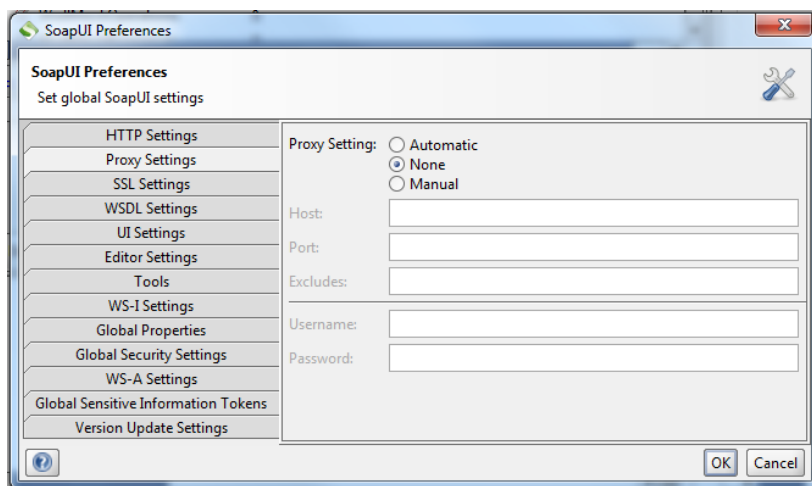 SoapUI Preferences
SoapUI Preferences
Set global SoapUI settings
HTTP Settings
Proxy Settings
SSL Settings
WSDL Settings
UI Settings
Editor Settings
Tools
WS-I Settings
Global Properties
Global Security Settings
WS-A Settings
Global Sensitive Information Tokens
Version Update Settings
Proxy Setting: Automatic
None
Manual
Host:
Port:
Excludes:
Username:
Password:
OK Cancel